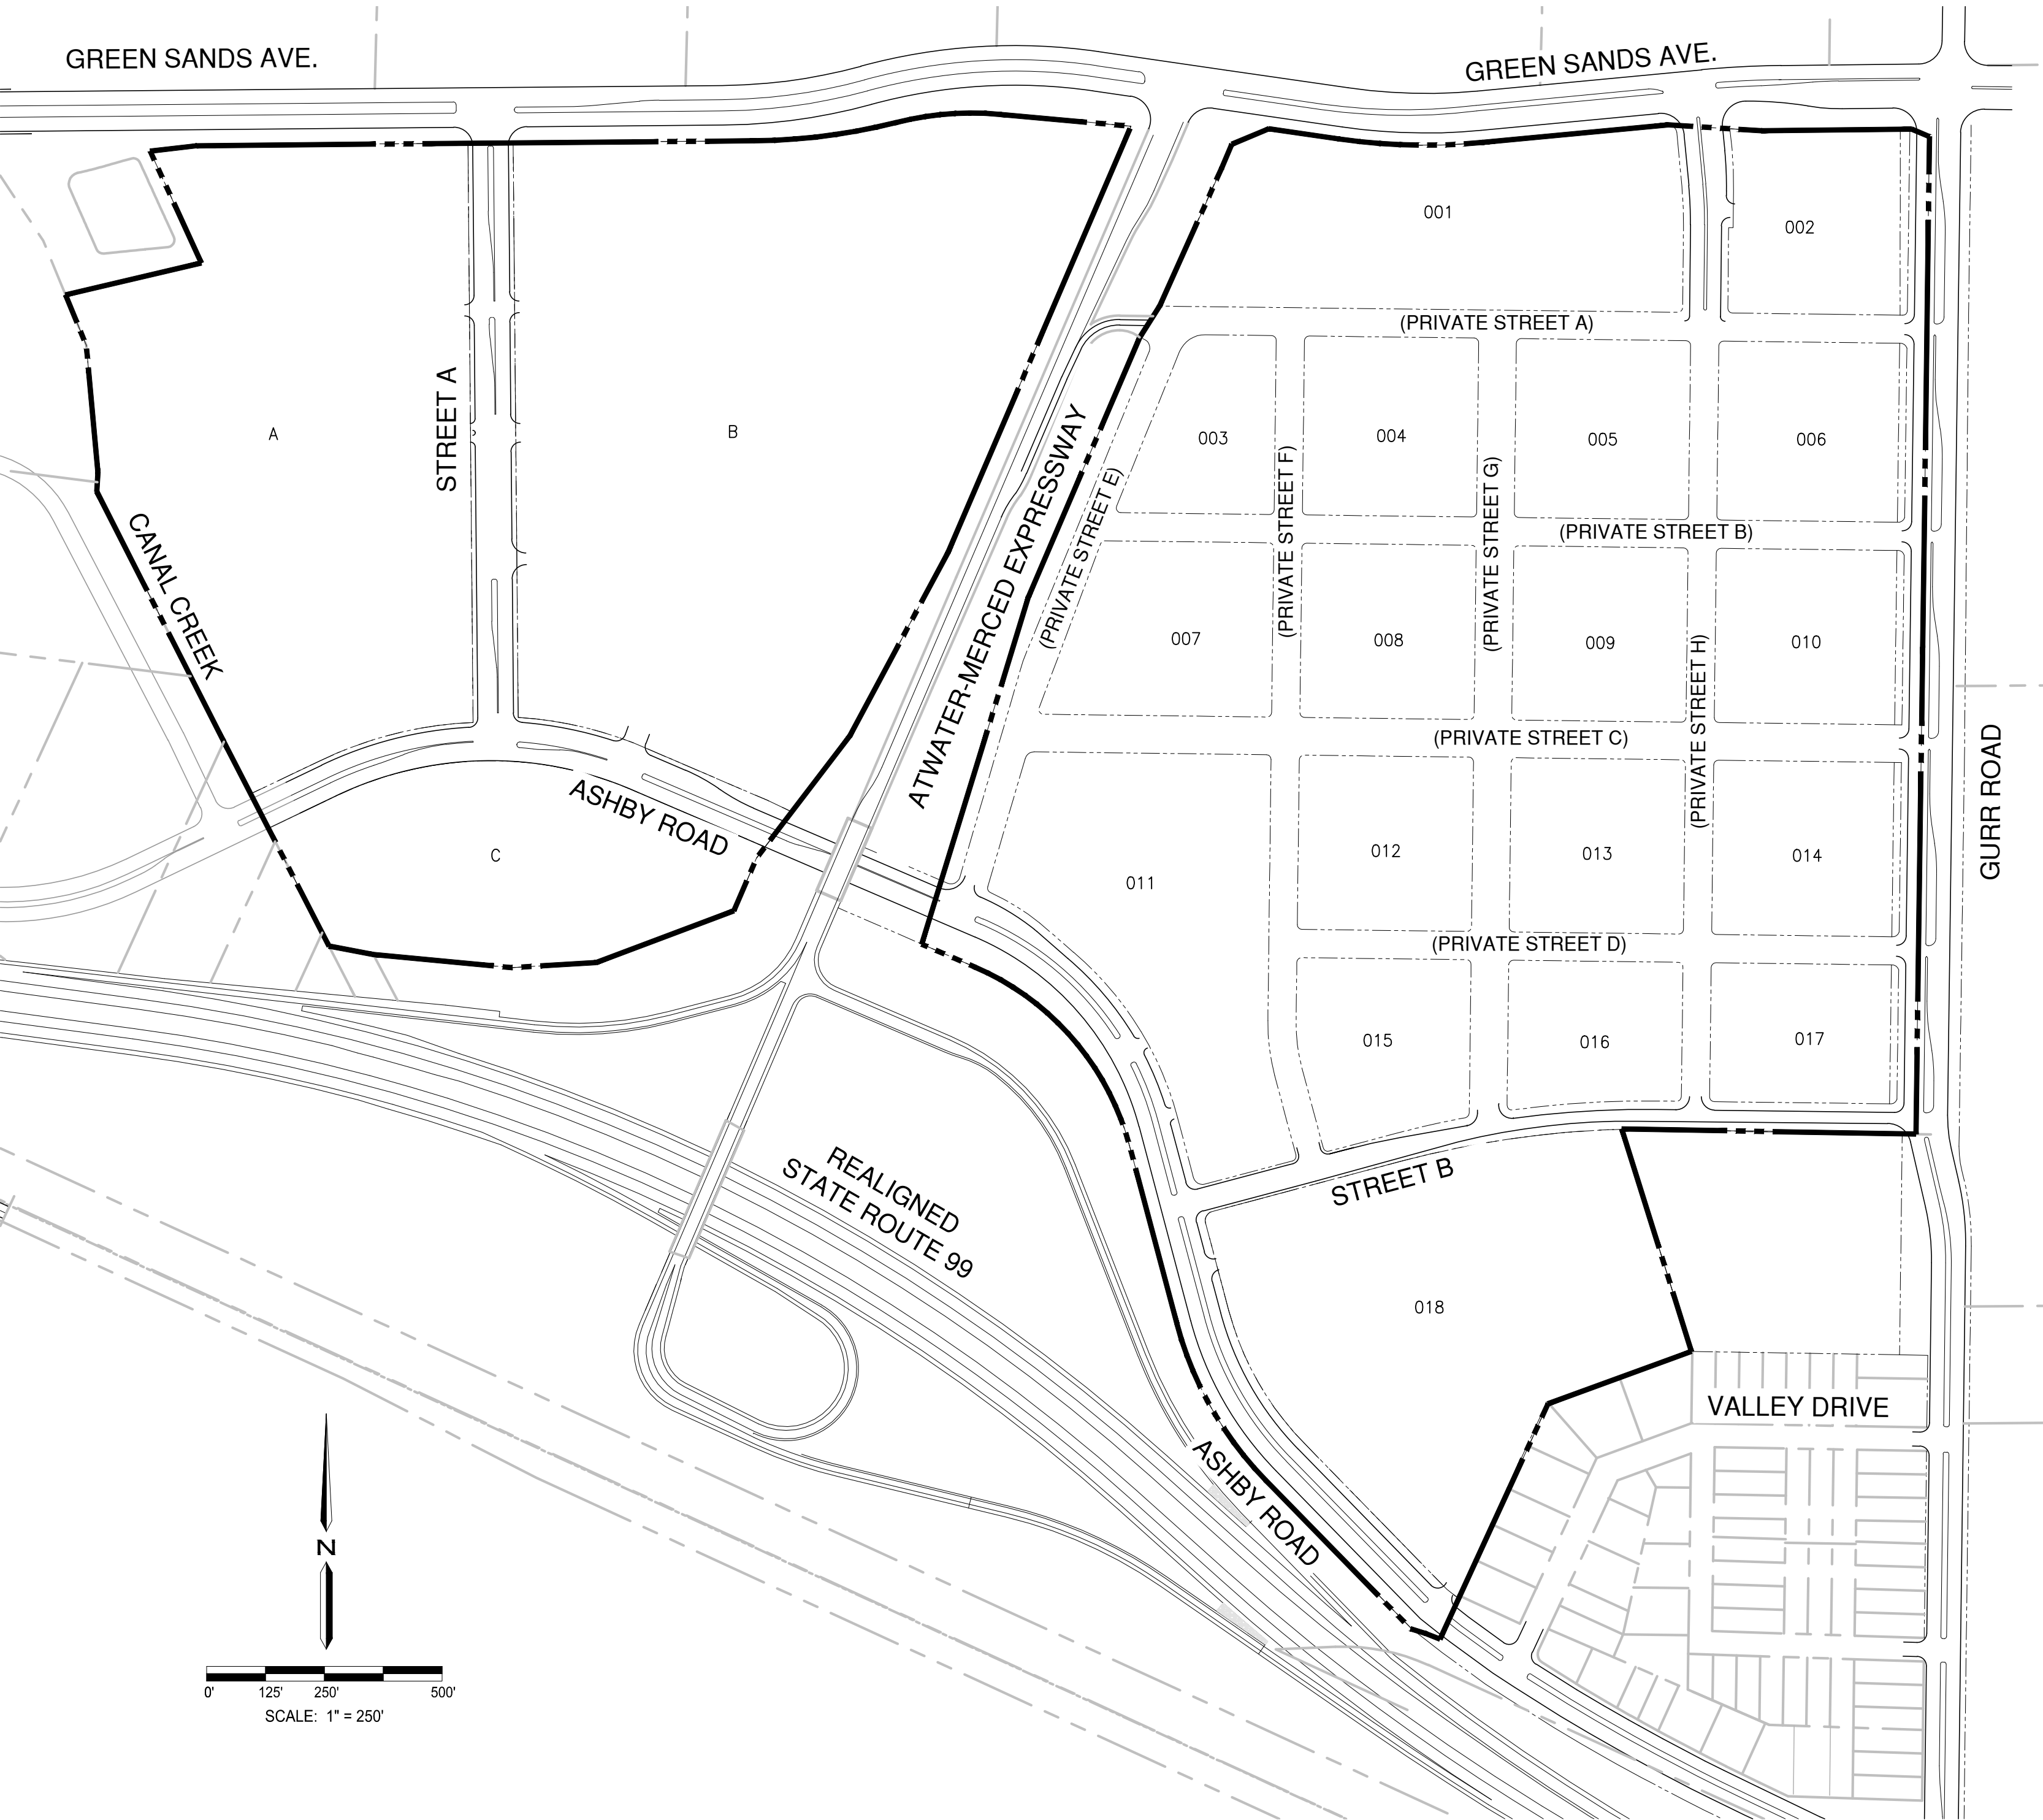 GREEN SANDS AVE.
GREEN SANDS AVE.
001
002
(PRIVATE STREET A)
STREET A
A
B
003
004
005
006
ATWATER-MERCED EXPRESSWAY
(PRIVATE STREET E)
(PRIVATE STREET F)
(PRIVATE STREET G)
(PRIVATE STREET B)
CANAL CREEK
007
008
009
010
(PRIVATE STREET H)
(PRIVATE STREET C)
GURR ROAD
ASHBY ROAD
C
011
012
013
014
(PRIVATE STREET D)
015
016
017
STREET B
REALIGNED
STATE ROUTE 99
018
VALLEY DRIVE
ASHBY ROAD
N
0'
125'
250'
500'
SCALE: 1" = 250'